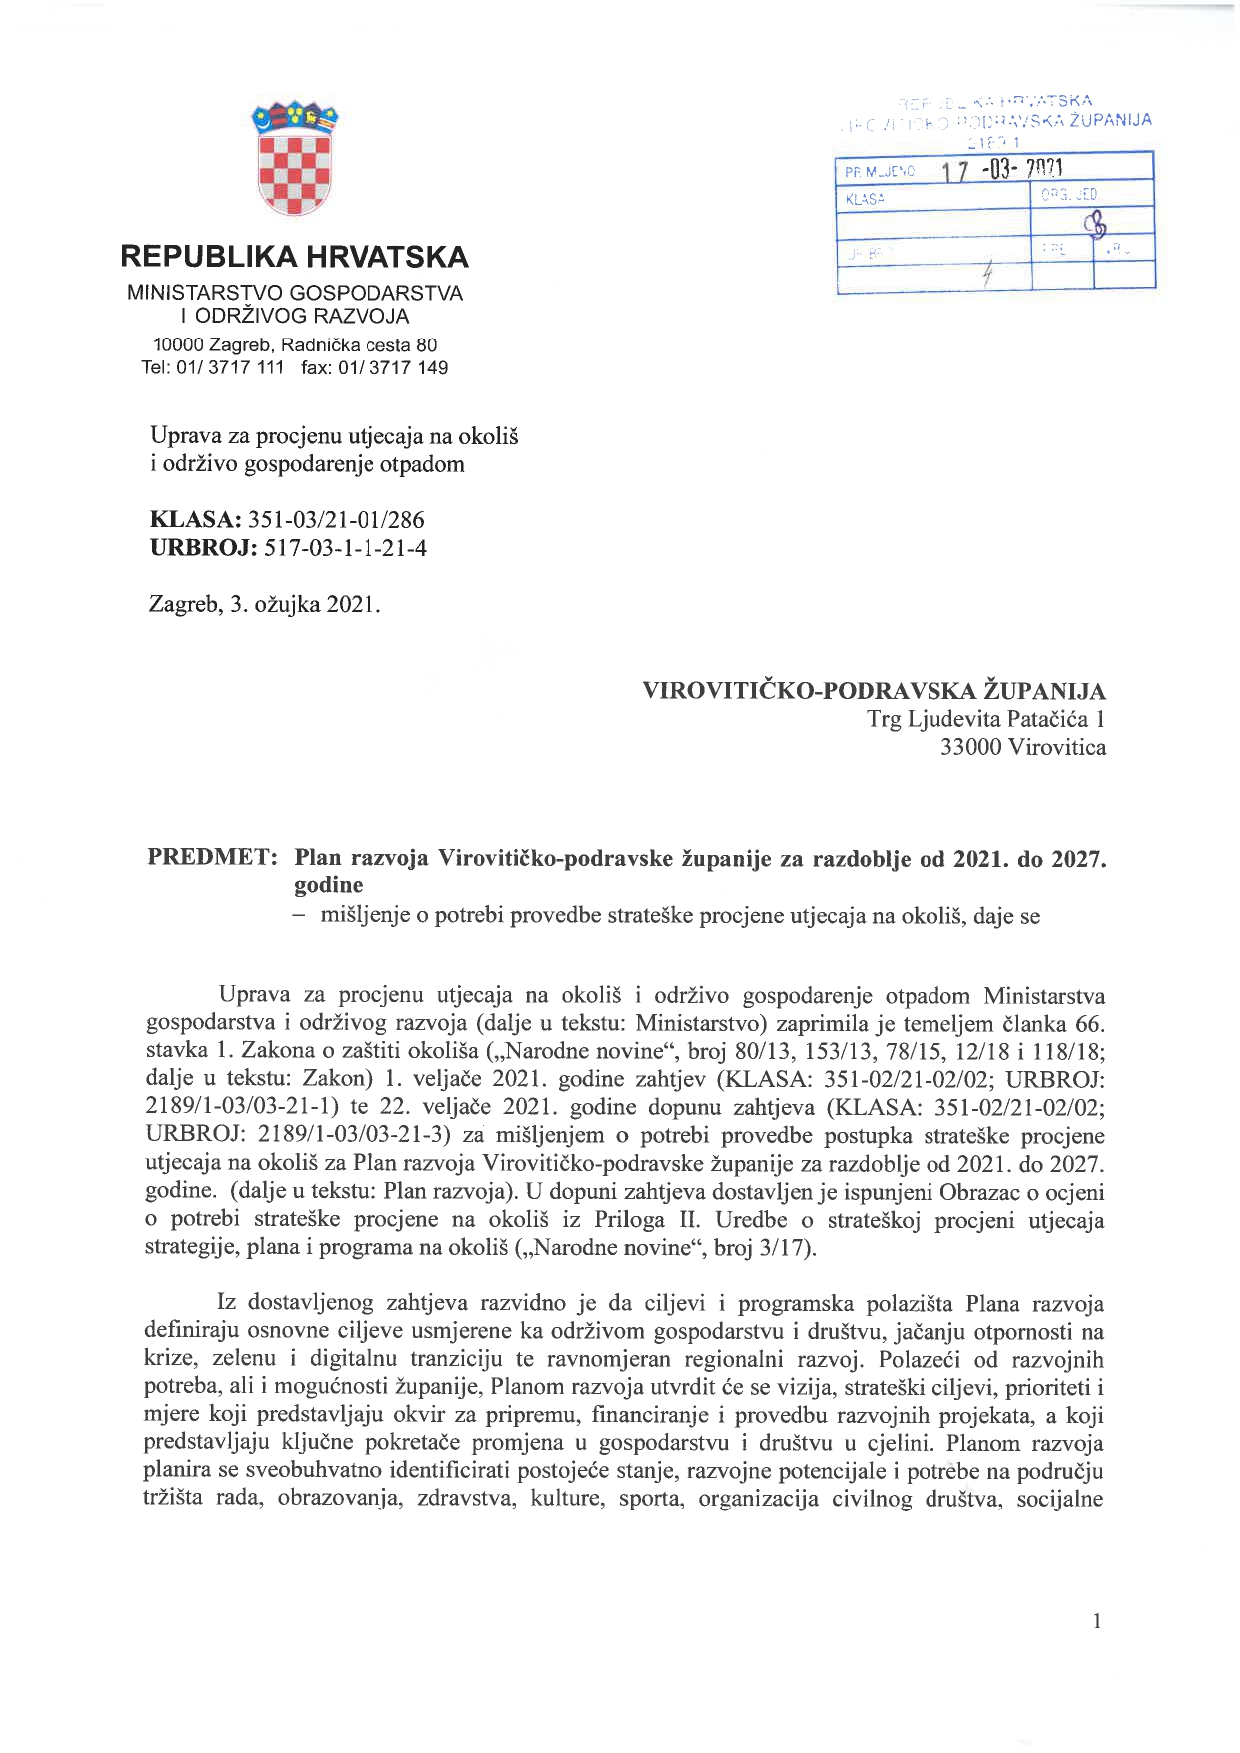 HRVATSKA
PODRAVSKA ŽUPANIJA
PRIMLJENO 17 -03- 2021
KLASA ORG. JED.
4
REPUBLIKA HRVATSKA
MINISTARSTVO GOSPODARSTVA
I ODRŽIVOG RAZVOJA
10000 Zagreb, Radnička cesta 80
Tel: 01/ 3717 111 fax: 01/ 3717 149
Uprava za procjenu utjecaja na okoliš
i održivo gospodarenje otpadom
KLASA: 351-03/21-01/286
URBROJ: 517-03-1-1-21-4
Zagreb, 3. ožujka 2021.
VIROVITIČKO-PODRAVSKA ŽUPANIJA
Trg Ljudevita Patačića 1
33000 Virovitica
PREDMET: Plan razvoja Virovitičko-podravske županije za razdoblje od 2021. do 2027.
godine
– mišljenje o potrebi provedbe strateške procjene utjecaja na okoliš, daje se
Uprava za procjenu utjecaja na okoliš i održivo gospodarenje otpadom Ministarstva
gospodarstva i održivog razvoja (dalje u tekstu: Ministarstvo) zaprimila je temeljem članka 66.
stavka 1. Zakona o zaštiti okoliša („Narodne novine“, broj 80/13, 153/13, 78/15, 12/18 i 118/18;
dalje u tekstu: Zakon) 1. veljače 2021. godine zahtjev (KLASA: 351-02/21-02/02; URBROJ:
2189/1-03/03-21-1) te 22. veljače 2021. godine dopunu zahtjeva (KLASA: 351-02/21-02/02;
URBROJ: 2189/1-03/03-21-3) za mišljenjem o potrebi provedbe postupka strateške procjene
utjecaja na okoliš za Plan razvoja Virovitičko-podravske županije za razdoblje od 2021. do 2027.
godine. (dalje u tekstu: Plan razvoja). U dopuni zahtjeva dostavljen je ispunjeni Obrazac o ocjeni
o potrebi strateške procjene na okoliš iz Priloga II. Uredbe o strateškoj procjeni utjecaja
strategije, plana i programa na okoliš („Narodne novine“, broj 3/17).
Iz dostavljenog zahtjeva razvidno je da ciljevi i programska polazišta Plana razvoja
definiraju osnovne ciljeve usmjerene ka održivom gospodarstvu i društvu, jačanju otpornosti na
krize, zelenu i digitalnu tranziciju te ravnomjeran regionalni razvoj. Polazeći od razvojnih
potreba, ali i mogućnosti županije, Planom razvoja utvrdit će se vizija, strateški ciljevi, prioriteti i
mjere koji predstavljaju okvir za pripremu, financiranje i provedbu razvojnih projekata, a koji
predstavljaju ključne pokretače promjena u gospodarstvu i društvu u cjelini. Planom razvoja
planira se sveobuhvatno identificirati postojeće stanje, razvojne potencijale i potrebe na području
tržišta rada, obrazovanja, zdravstva, kulture, sporta, organizacija civilnog društva, socijalne
1